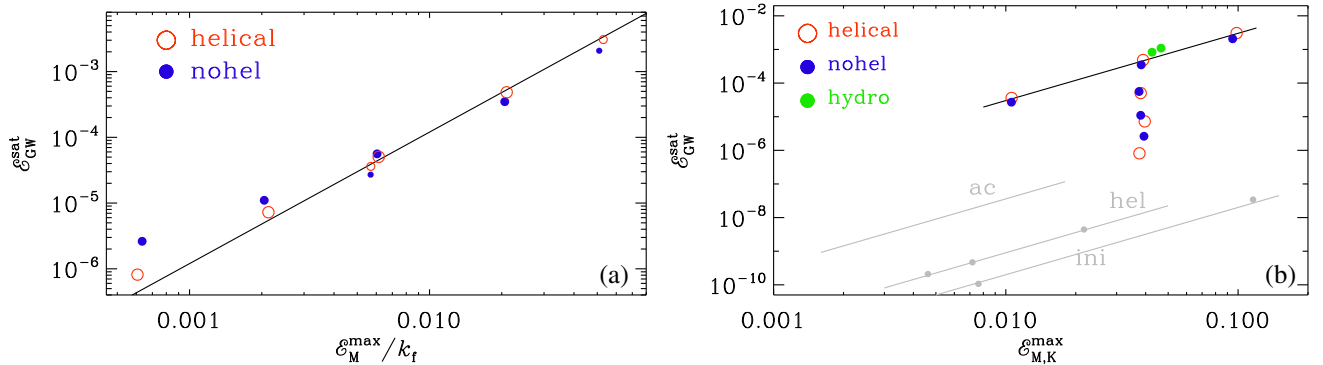 helical
nohel
10⁻³
10⁻⁴
10⁻⁵
10⁻⁶
ℰ_GW^sat
0.001
0.010
ℰ_M^max/k_f
(a)
helical
nohel
hydro
10⁻²
10⁻⁴
10⁻⁶
10⁻⁸
10⁻¹⁰
ℰ_GW^sat
ac
hel
ini
(b)
0.001
0.010
0.100
ℰ_M,K^max